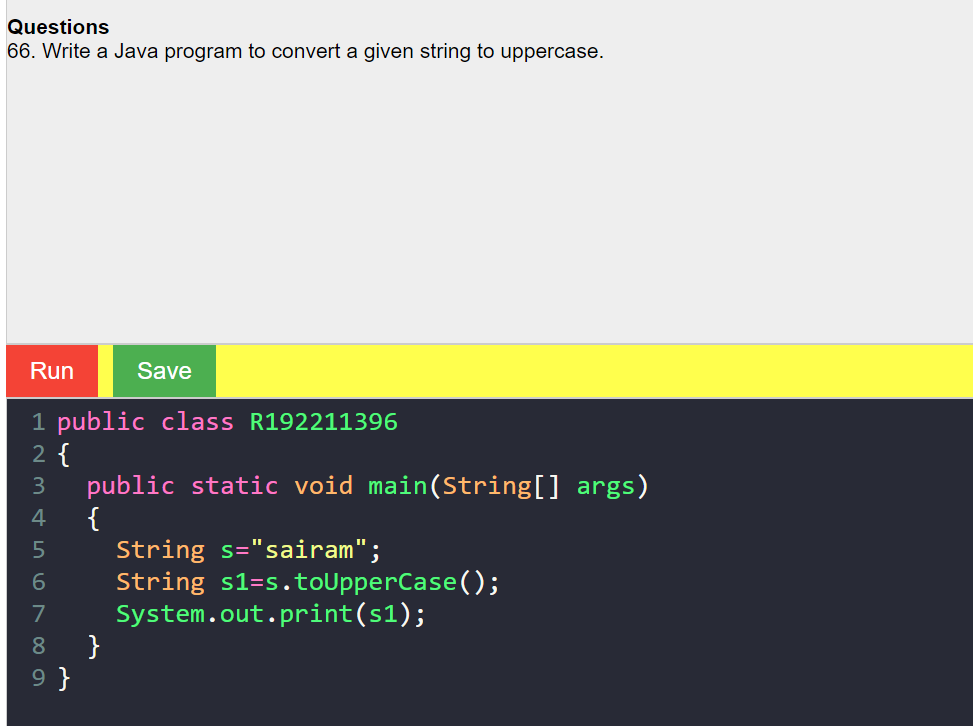 Questions
66. Write a Java program to convert a given string to uppercase.
Run Save
1 public class R192211396
2 {
3   public static void main(String[] args)
4   {
5     String s="sairam";
6     String s1=s.toUpperCase();
7     System.out.print(s1);
8   }
9 }